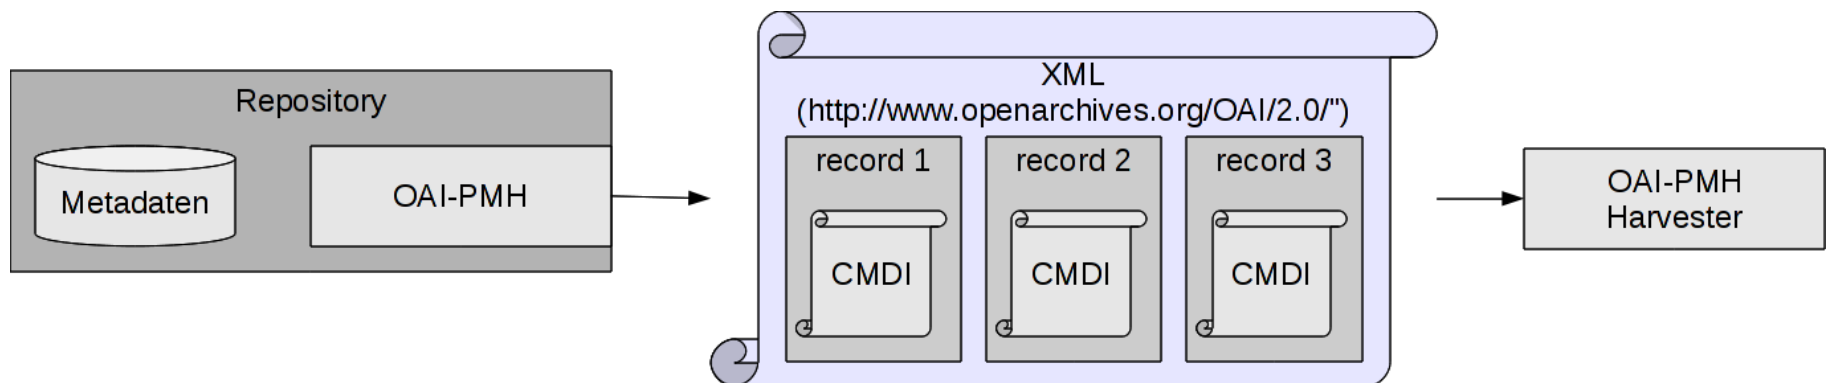 Repository
Metadaten
OAI-PMH
XML
(http://www.openarchives.org/OAI/2.0/")
record 1
record 2
record 3
CMDI
CMDI
CMDI
OAI-PMH
Harvester